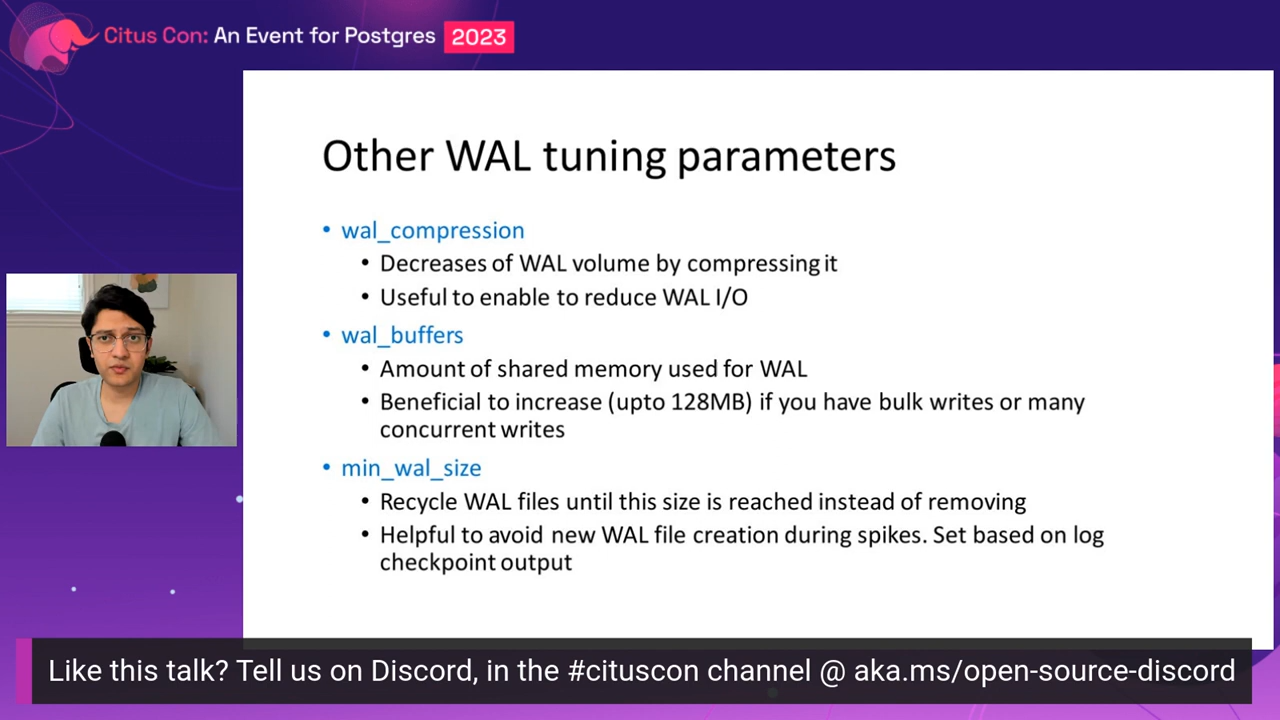 Citus Con: An Event for Postgres 2023
Other WAL tuning parameters
• wal_compression
• Decreases of WAL volume by compressing it
• Useful to enable to reduce WAL I/O
• wal_buffers
• Amount of shared memory used for WAL
• Beneficial to increase (upto 128MB) if you have bulk writes or many
concurrent writes
• min_wal_size
• Recycle WAL files until this size is reached instead of removing
• Helpful to avoid new WAL file creation during spikes. Set based on log
checkpoint output
Like this talk? Tell us on Discord, in the #cituscon channel @ aka.ms/open-source-discord